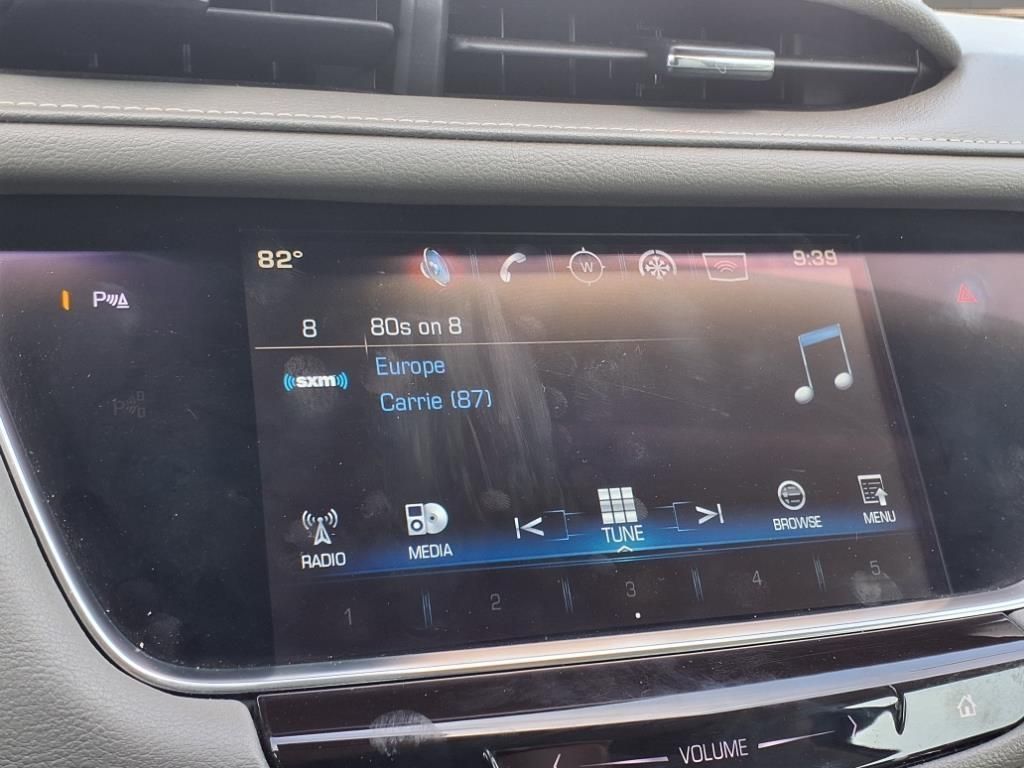 82° W 9:39
P
8 80s on 8
sxm Europe
Carrie (87)
RADIO MEDIA TUNE BROWSE MENU
1 2 3 4 5
VOLUME